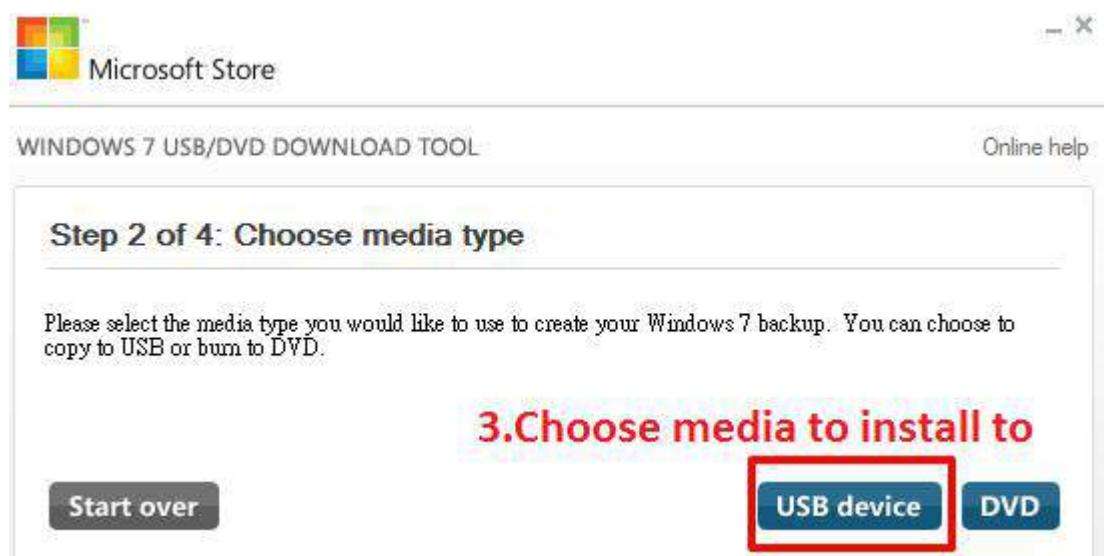 Microsoft Store
WINDOWS 7 USB/DVD DOWNLOAD TOOL
Online help
Step 2 of 4: Choose media type
Please select the media type you would like to use to create your Windows 7 backup. You can choose to
copy to USB or burn to DVD.
3.Choose media to install to
Start over
USB device
DVD